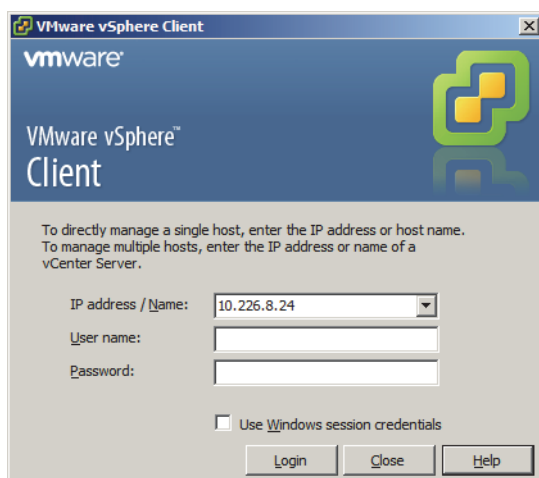 VMware vSphere Client
vmware®
VMware vSphere™
Client
To directly manage a single host, enter the IP address or host name.
To manage multiple hosts, enter the IP address or name of a
vCenter Server.
IP address / Name: 10.226.8.24
User name:
Password:
Use Windows session credentials
Login Close Help